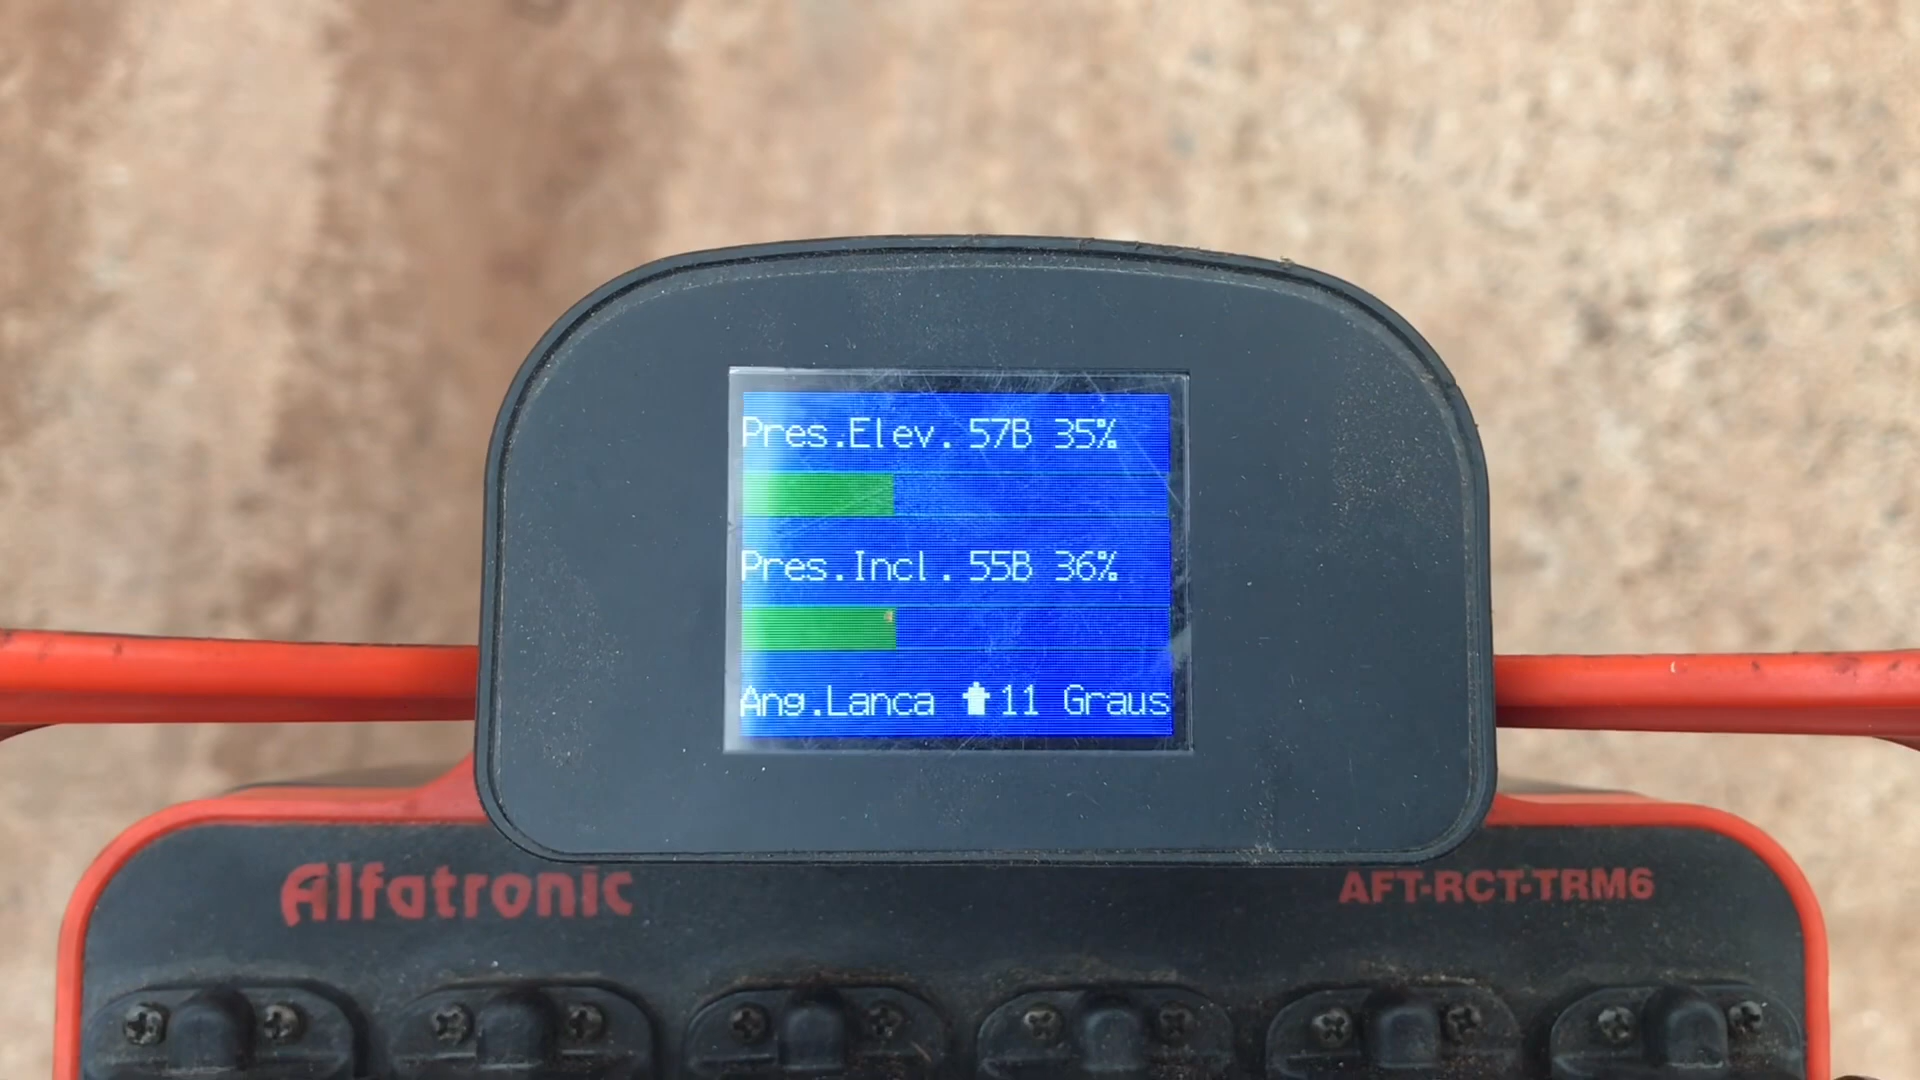 Pres.Elev. 57B 35%
Pres.Incl. 55B 36%
Ang.Lanca 11 Graus
Alfatronic
AFT-RCT-TRM6